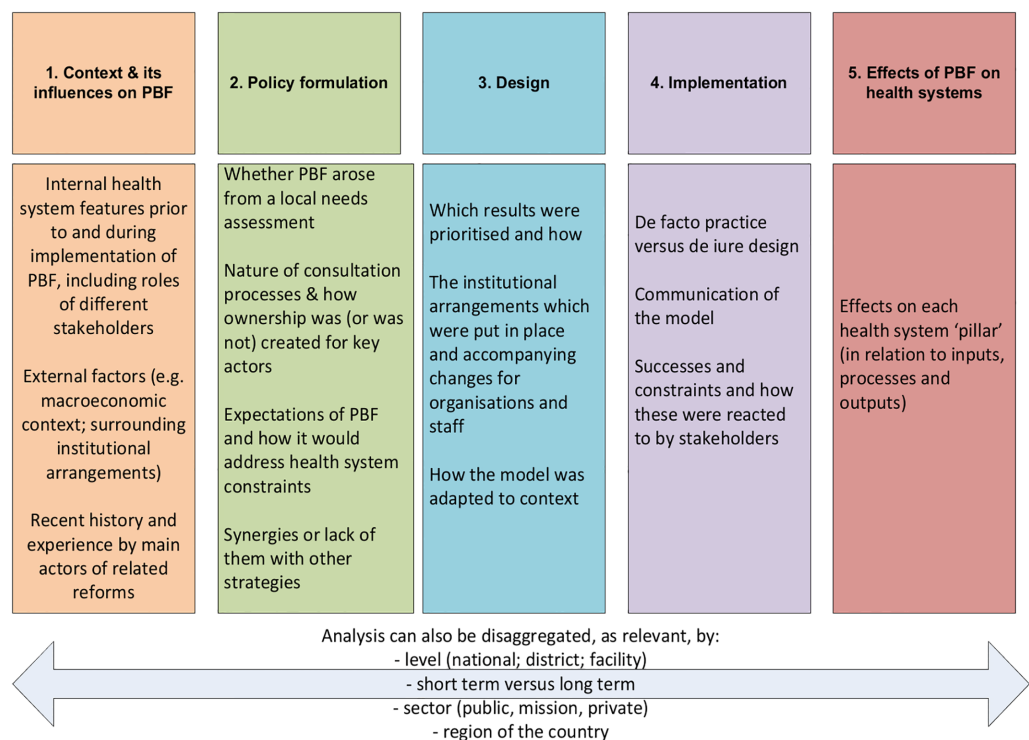 1. Context & its
influences on PBF
2. Policy formulation
3. Design
4. Implementation
5. Effects of PBF on
health systems
Internal health
system features prior
to and during
implementation of
PBF, including roles
of different
stakeholders
External factors (e.g.
macroeconomic
context; surrounding
institutional
arrangements)
Recent history and
experience by main
actors of related
reforms
Whether PBF arose
from a local needs
assessment
Nature of consultation
processes & how
ownership was (or was
not) created for key
actors
Expectations of PBF
and how it would
address health system
constraints
Synergies or lack of
them with other
strategies
Which results were
prioritised and how
The institutional
arrangements which
were put in place
and accompanying
changes for
organisations and
staff
How the model was
adapted to context
De facto practice
versus de iure design
Communication of
the model
Successes and
constraints and how
these were reacted
to by stakeholders
Effects on each
health system ‘pillar’
(in relation to inputs,
processes and
outputs)
Analysis can also be disaggregated, as relevant, by:
- level (national; district; facility)
- short term versus long term
- sector (public, mission, private)
- region of the country